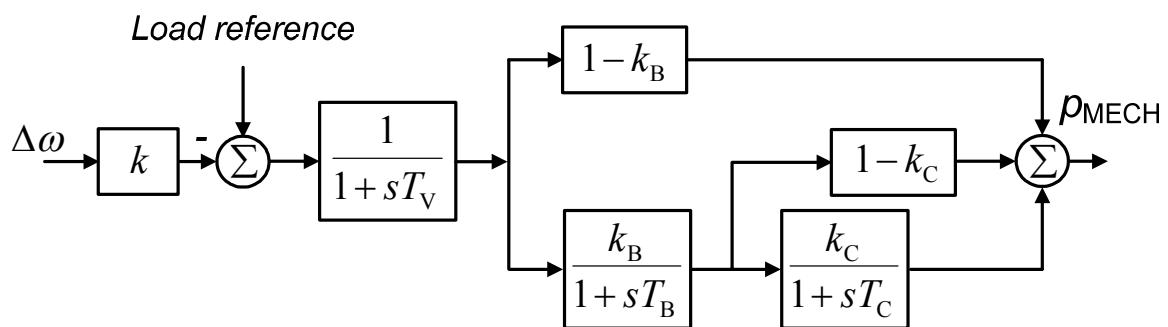 Load reference
Δω
k
-
Σ
1
1 + sT_V
1 − k_B
k_B
1 + sT_B
1 − k_C
k_C
1 + sT_C
Σ
p_MECH